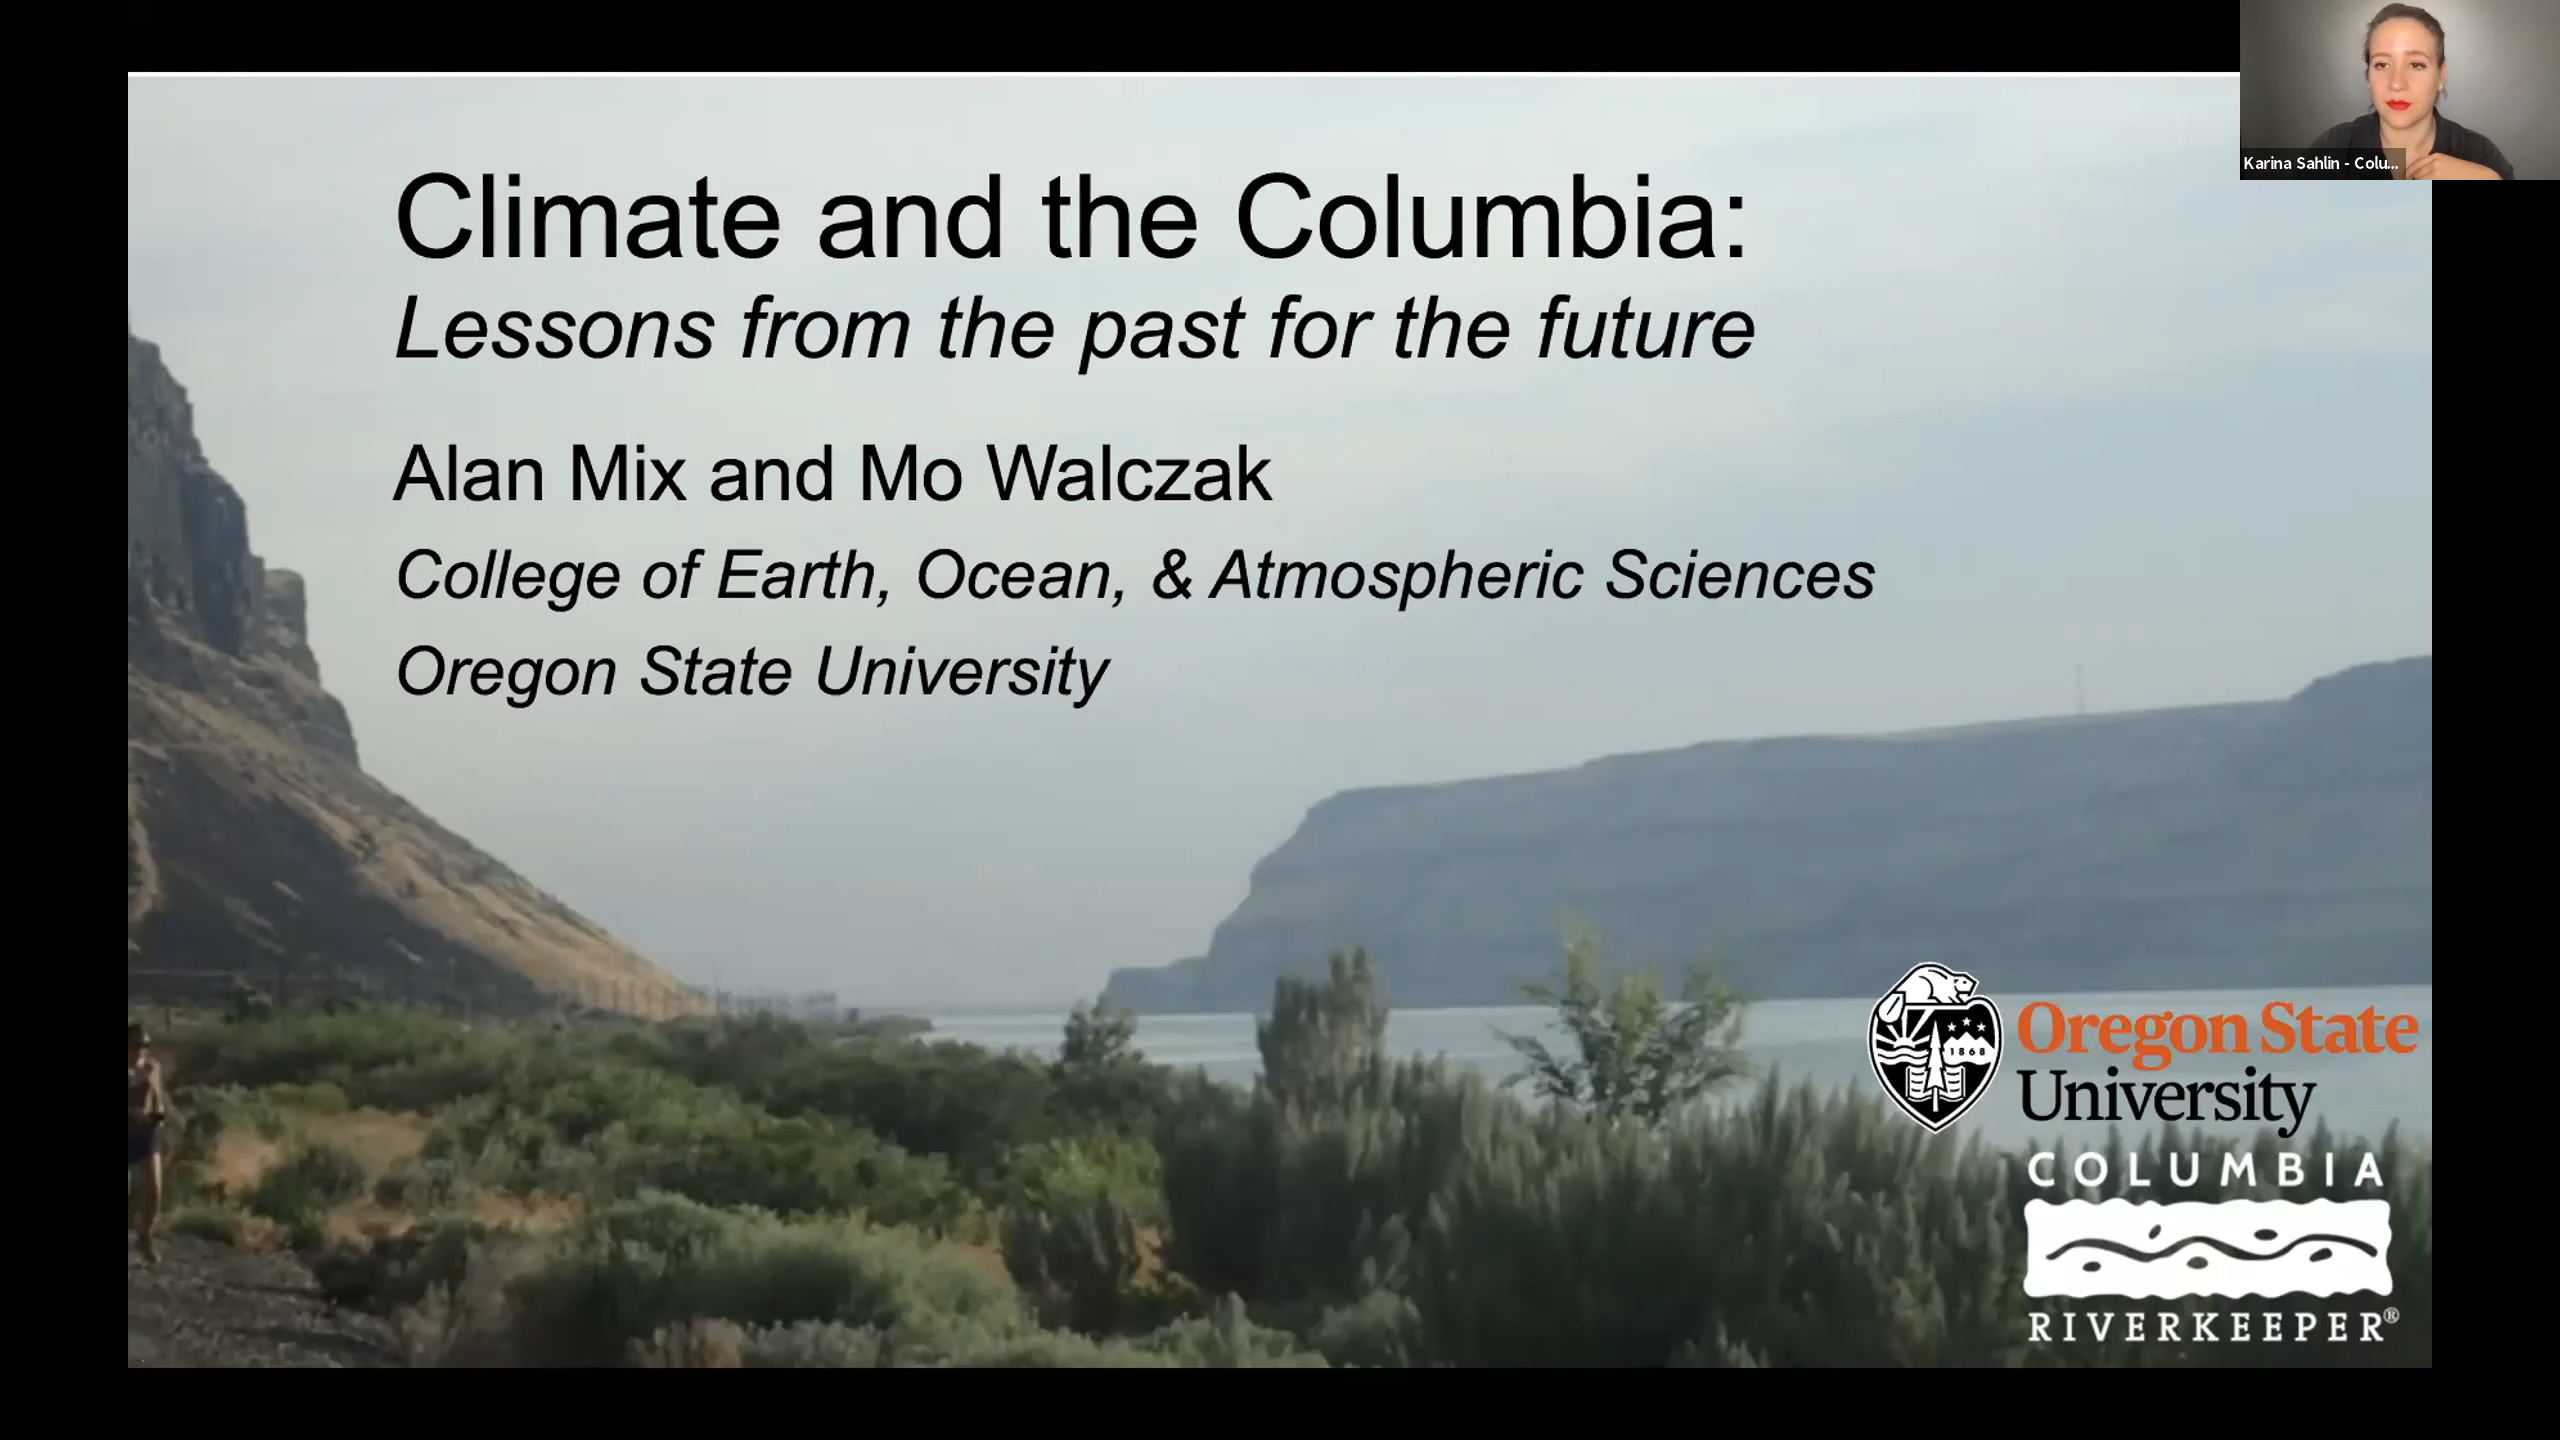 Karina Sahlin - Colu...
Climate and the Columbia:
Lessons from the past for the future
Alan Mix and Mo Walczak
College of Earth, Ocean, & Atmospheric Sciences
Oregon State University
1868
Oregon State
University
COLUMBIA
RIVERKEEPER®